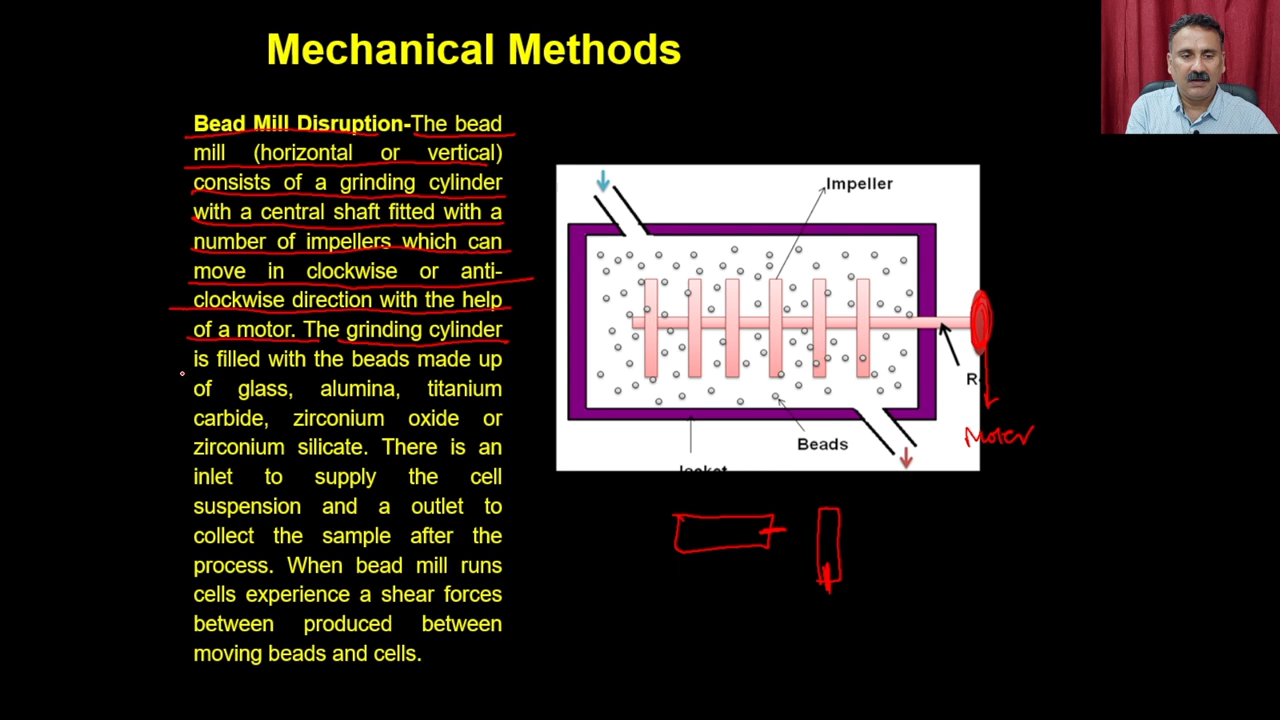 Mechanical Methods
Bead Mill Disruption-The bead
mill (horizontal or vertical)
consists of a grinding cylinder
with a central shaft fitted with a
number of impellers which can
move in clockwise or anti-
clockwise direction with the help
of a motor. The grinding cylinder
is filled with the beads made up
of glass, alumina, titanium
carbide, zirconium oxide or
zirconium silicate. There is an
inlet to supply the cell
suspension and a outlet to
collect the sample after the
process. When bead mill runs
cells experience a shear forces
between produced between
moving beads and cells.
Impeller
R
Moter
Beads
Jacket